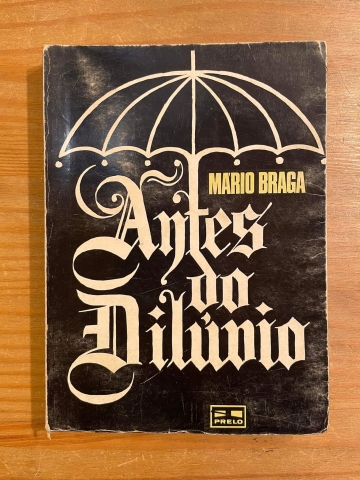 MÁRIO BRAGA
Antes
do
Dilúvio
PRELO